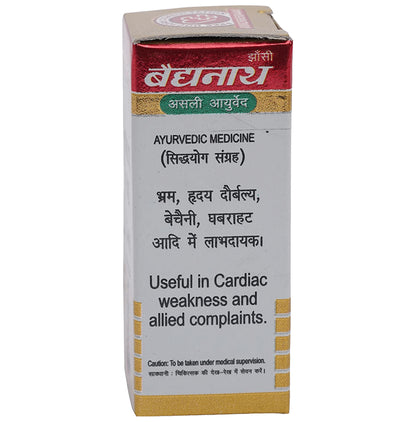 झाँसी
बैद्यनाथ
असली आयुर्वेद
AYURVEDIC MEDICINE
(सिद्धयोग संग्रह)
भ्रम, हृदय दौर्बल्य,
बेचैनी, घबराहट
आदि में लाभदायक।
Useful in Cardiac
weakness and
allied complaints.
Caution: To be taken under medical supervision.
सावधानी : चिकित्सक की देख-रेख में सेवन करें।